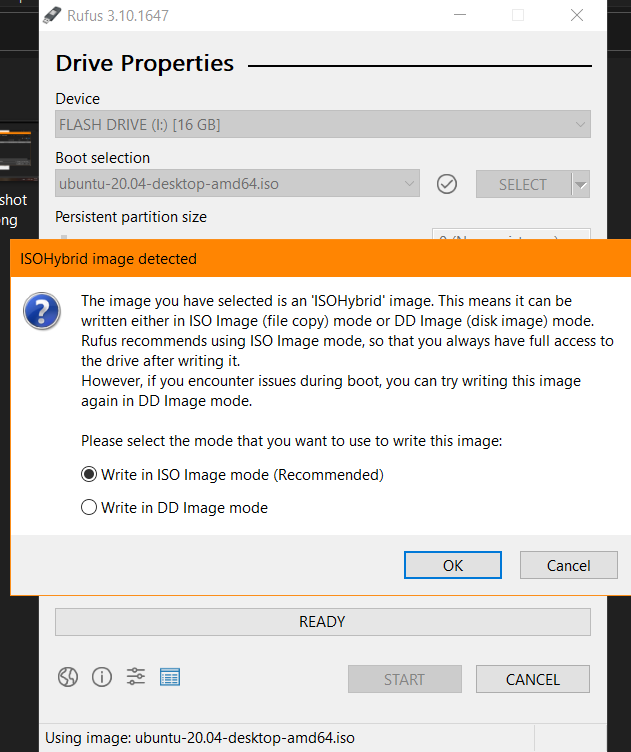 Rufus 3.10.1647
Drive Properties
Device
FLASH DRIVE (I:) [16 GB]
Boot selection
ubuntu-20.04-desktop-amd64.iso
SELECT
shot
ng
Persistent partition size
ISOHybrid image detected
The image you have selected is an 'ISOHybrid' image. This means it can be
written either in ISO Image (file copy) mode or DD Image (disk image) mode.
Rufus recommends using ISO Image mode, so that you always have full access to
the drive after writing it.
However, if you encounter issues during boot, you can try writing this image
again in DD Image mode.
Please select the mode that you want to use to write this image:
Write in ISO Image mode (Recommended)
Write in DD Image mode
OK
Cancel
READY
START
CANCEL
Using image: ubuntu-20.04-desktop-amd64.iso